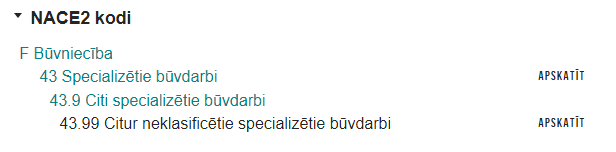 NACE2 kodi
F Būvniecība
43 Specializētie būvdarbi APSKATĪT
43.9 Citi specializētie būvdarbi
43.99 Citur neklasificētie specializētie būvdarbi APSKATĪT